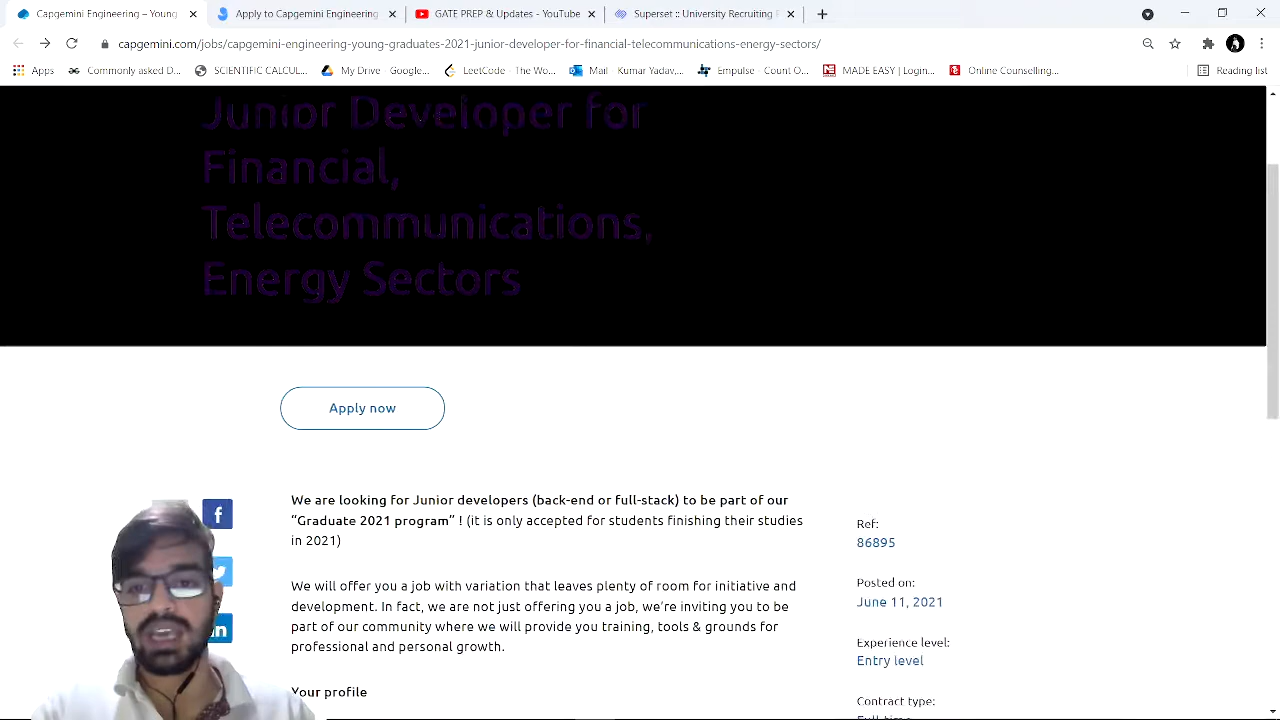 Capgemini Engineering – Young
Apply to Capgemini Engineering
GATE PREP & Updates - YouTube
Superset :: University Recruiting F
capgemini.com/jobs/capgemini-engineering-young-graduates-2021-junior-developer-for-financial-telecommunications-energy-sectors/
Apps
Commonly asked D...
SCIENTIFIC CALCUL...
My Drive - Google...
LeetCode - The Wo...
Mail - Kumar Yadav,...
Empulse - Count O...
MADE EASY | Login...
Online Counselling...
Reading list
Junior Developer for
Financial,
Telecommunications,
Energy Sectors
Apply now
We are looking for Junior developers (back-end or full-stack) to be part of our
“Graduate 2021 program” ! (it is only accepted for students finishing their studies
in 2021)
We will offer you a job with variation that leaves plenty of room for initiative and
development. In fact, we are not just offering you a job, we’re inviting you to be
part of our community where we will provide you training, tools & grounds for
professional and personal growth.
Your profile
Ref:
86895
Posted on:
June 11, 2021
Experience level:
Entry level
Contract type:
Full-time